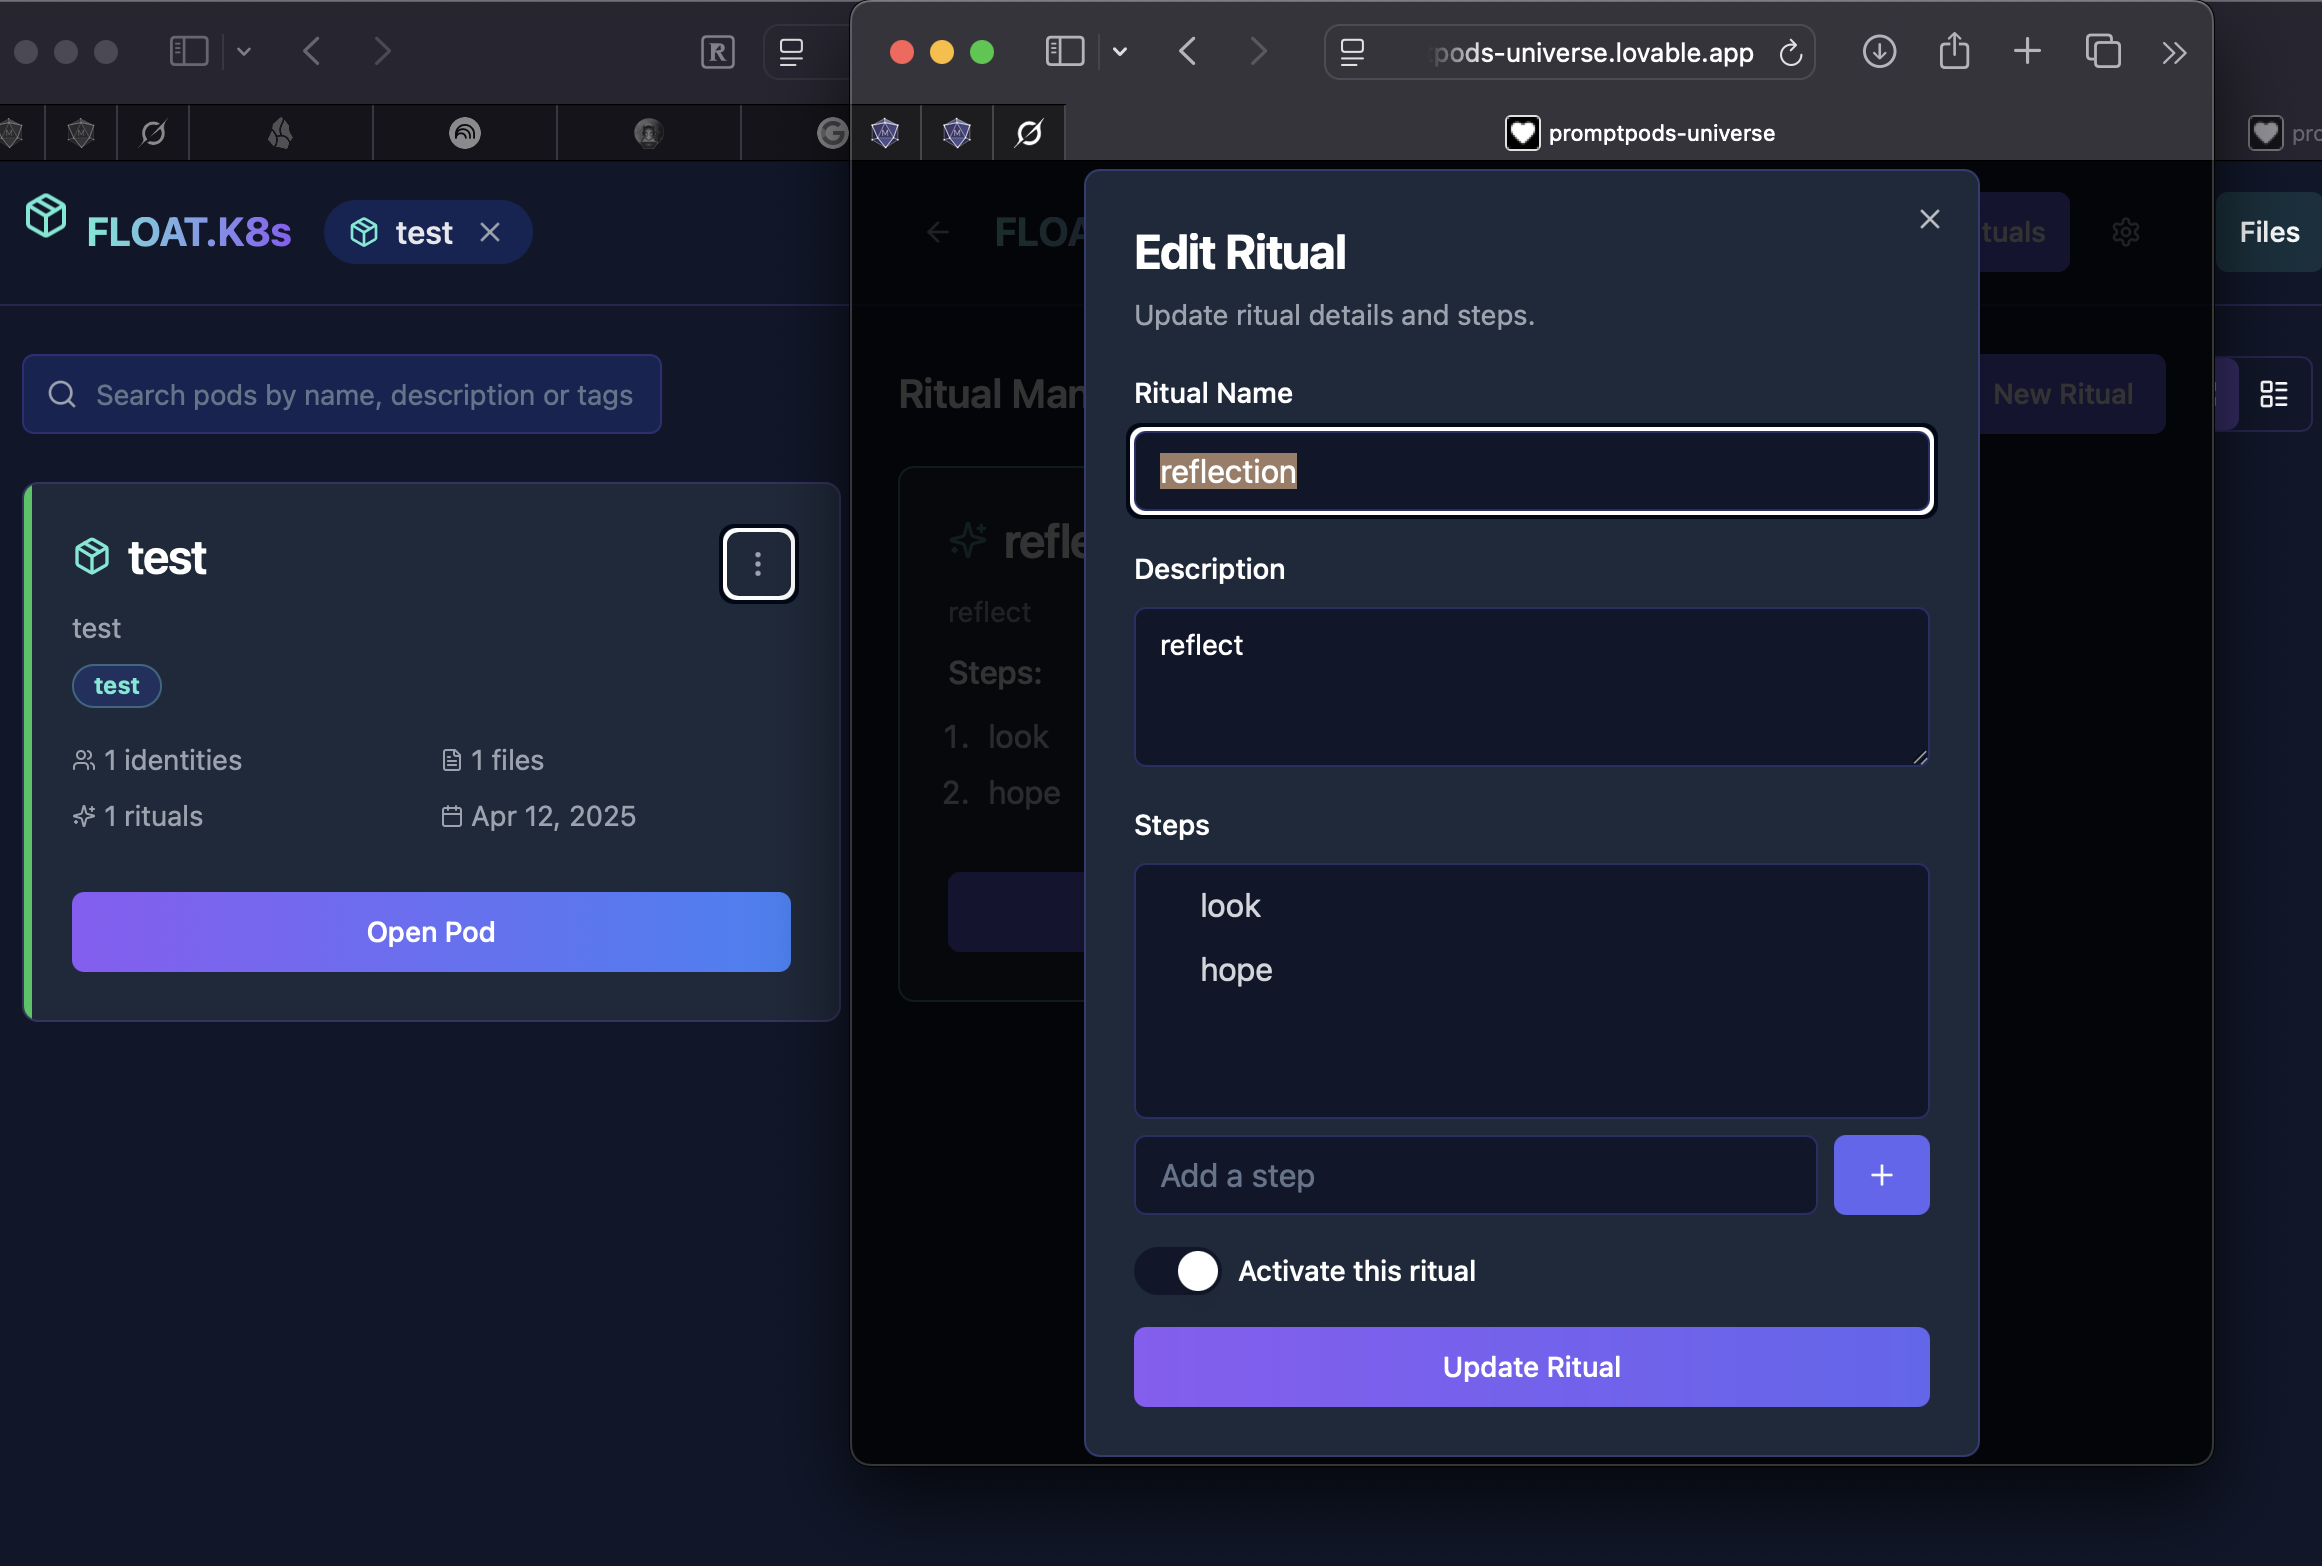 pods-universe.lovable.app
promptpods-universe
FLOAT.K8s
test
Files
Search pods by name, description or tags
test
test
test
1 identities
1 files
1 rituals
Apr 12, 2025
Open Pod
FLOA
tuals
Ritual Man
New Ritual
refle
reflect
Steps:
1. look
2. hope
Edit Ritual
Update ritual details and steps.
Ritual Name
reflection
Description
reflect
Steps
look
hope
Add a step
Activate this ritual
Update Ritual